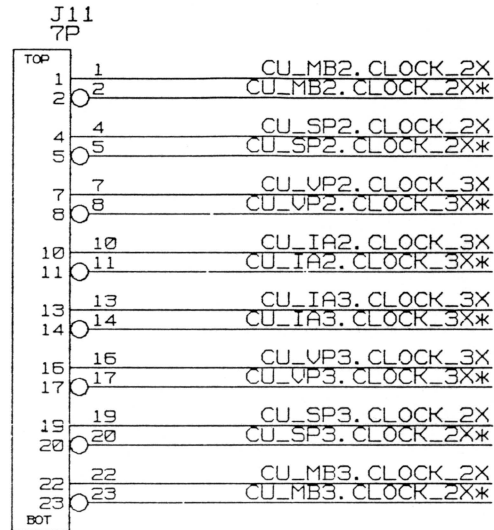 J11
7P
TOP
1 1 CU_MB2.CLOCK_2X
2 2 CU_MB2.CLOCK_2X*
4 4 CU_SP2.CLOCK_2X
5 5 CU_SP2.CLOCK_2X*
7 7 CU_VP2.CLOCK_3X
8 8 CU_VP2.CLOCK_3X*
10 10 CU_IA2.CLOCK_3X
11 11 CU_IA2.CLOCK_3X*
13 13 CU_IA3.CLOCK_3X
14 14 CU_IA3.CLOCK_3X*
16 16 CU_VP3.CLOCK_3X
17 17 CU_VP3.CLOCK_3X*
19 19 CU_SP3.CLOCK_2X
20 20 CU_SP3.CLOCK_2X*
22 22 CU_MB3.CLOCK_2X
23 23 CU_MB3.CLOCK_2X*
BOT